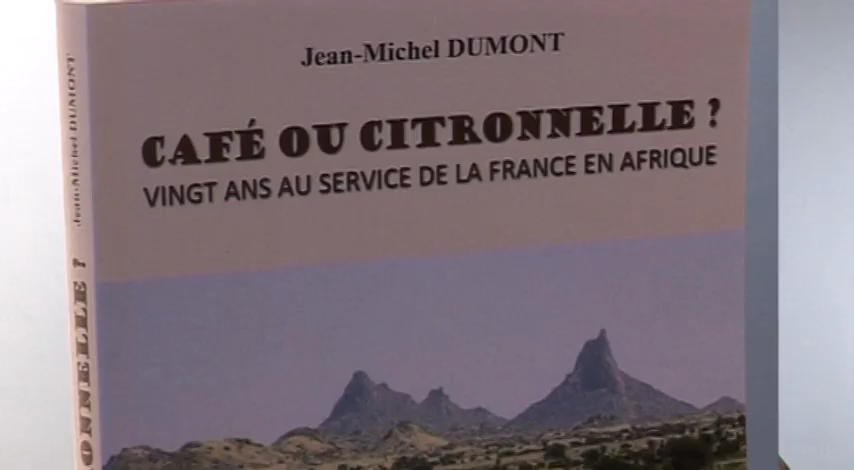 Jean-Michel DUMONT
CAFÉ OU CITRONNELLE ?
VINGT ANS AU SERVICE DE LA FRANCE EN AFRIQUE
Jean-Michel DUMONT
ONNELLE ?